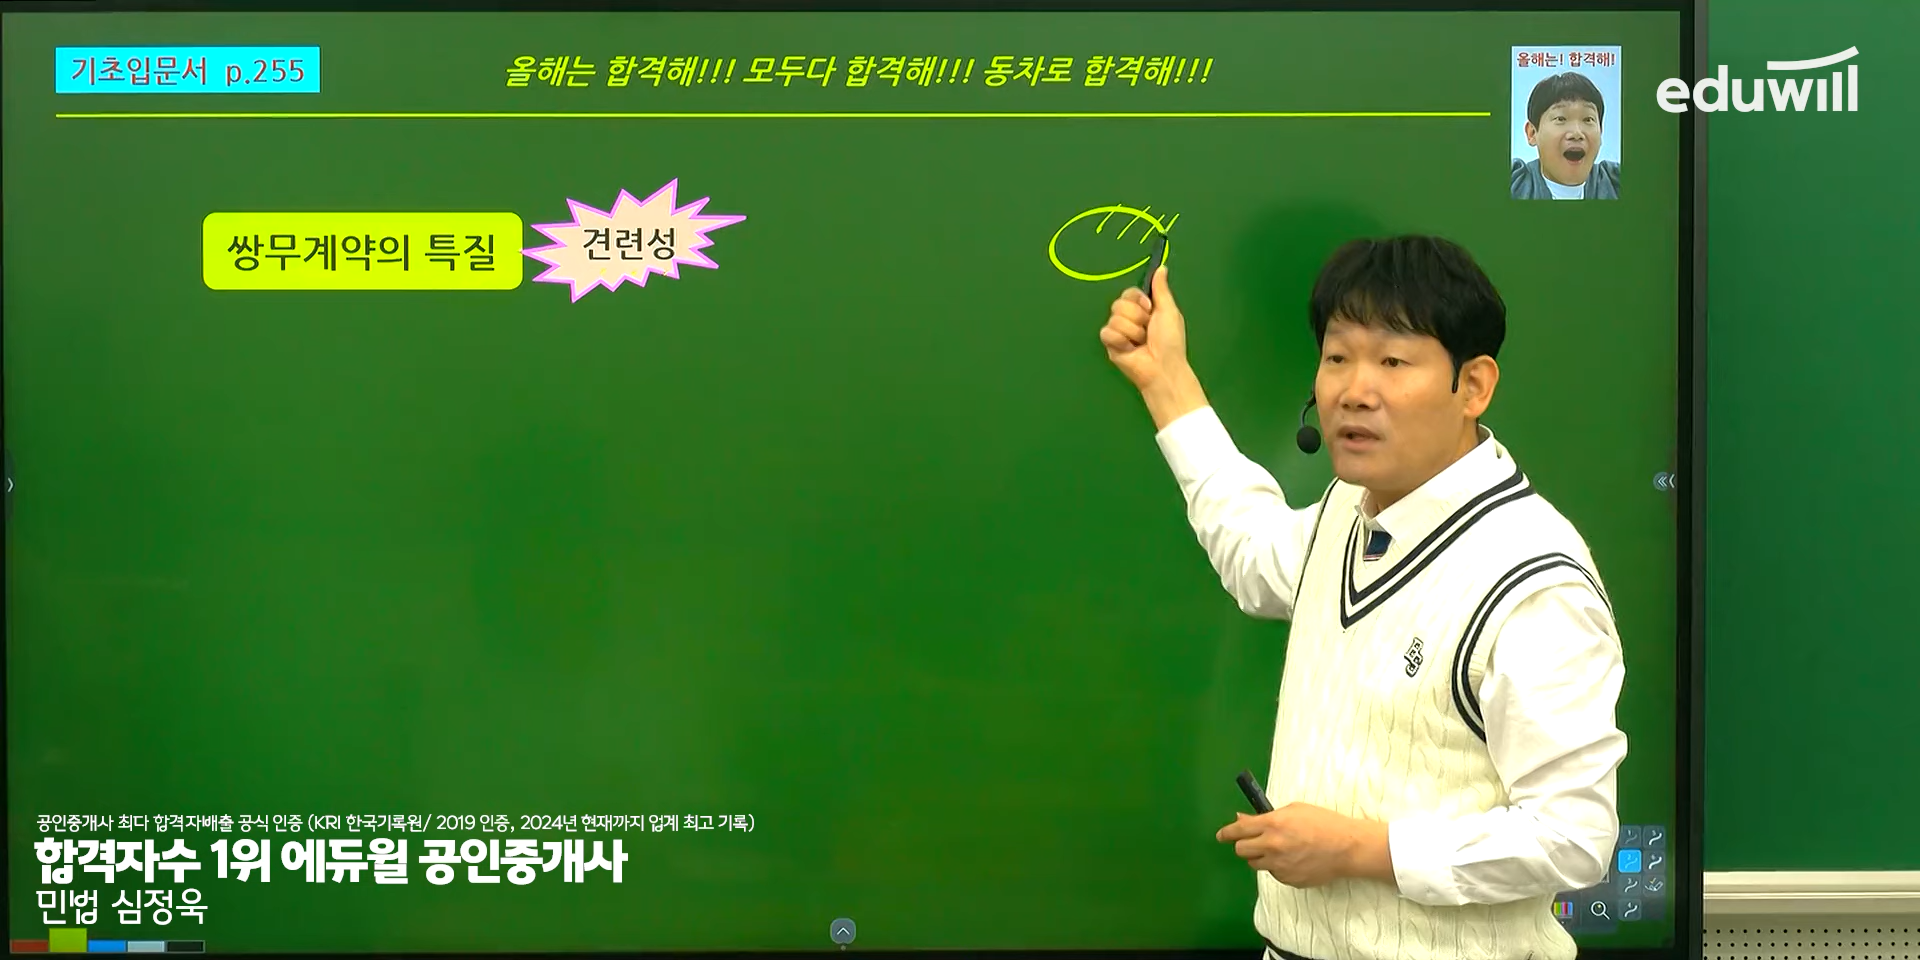 기초입문서 p.255
올해는 합격해!!! 모두다 합격해!!! 동차로 합격해!!!
올해는! 합격해!
eduwill
쌍무계약의 특질
견련성
공인중개사 최다 합격자배출 공식 인증 (KRI 한국기록원/ 2019 인증, 2024년 현재까지 업계 최고 기록)
합격자수 1위 에듀윌 공인중개사
민법 심정욱